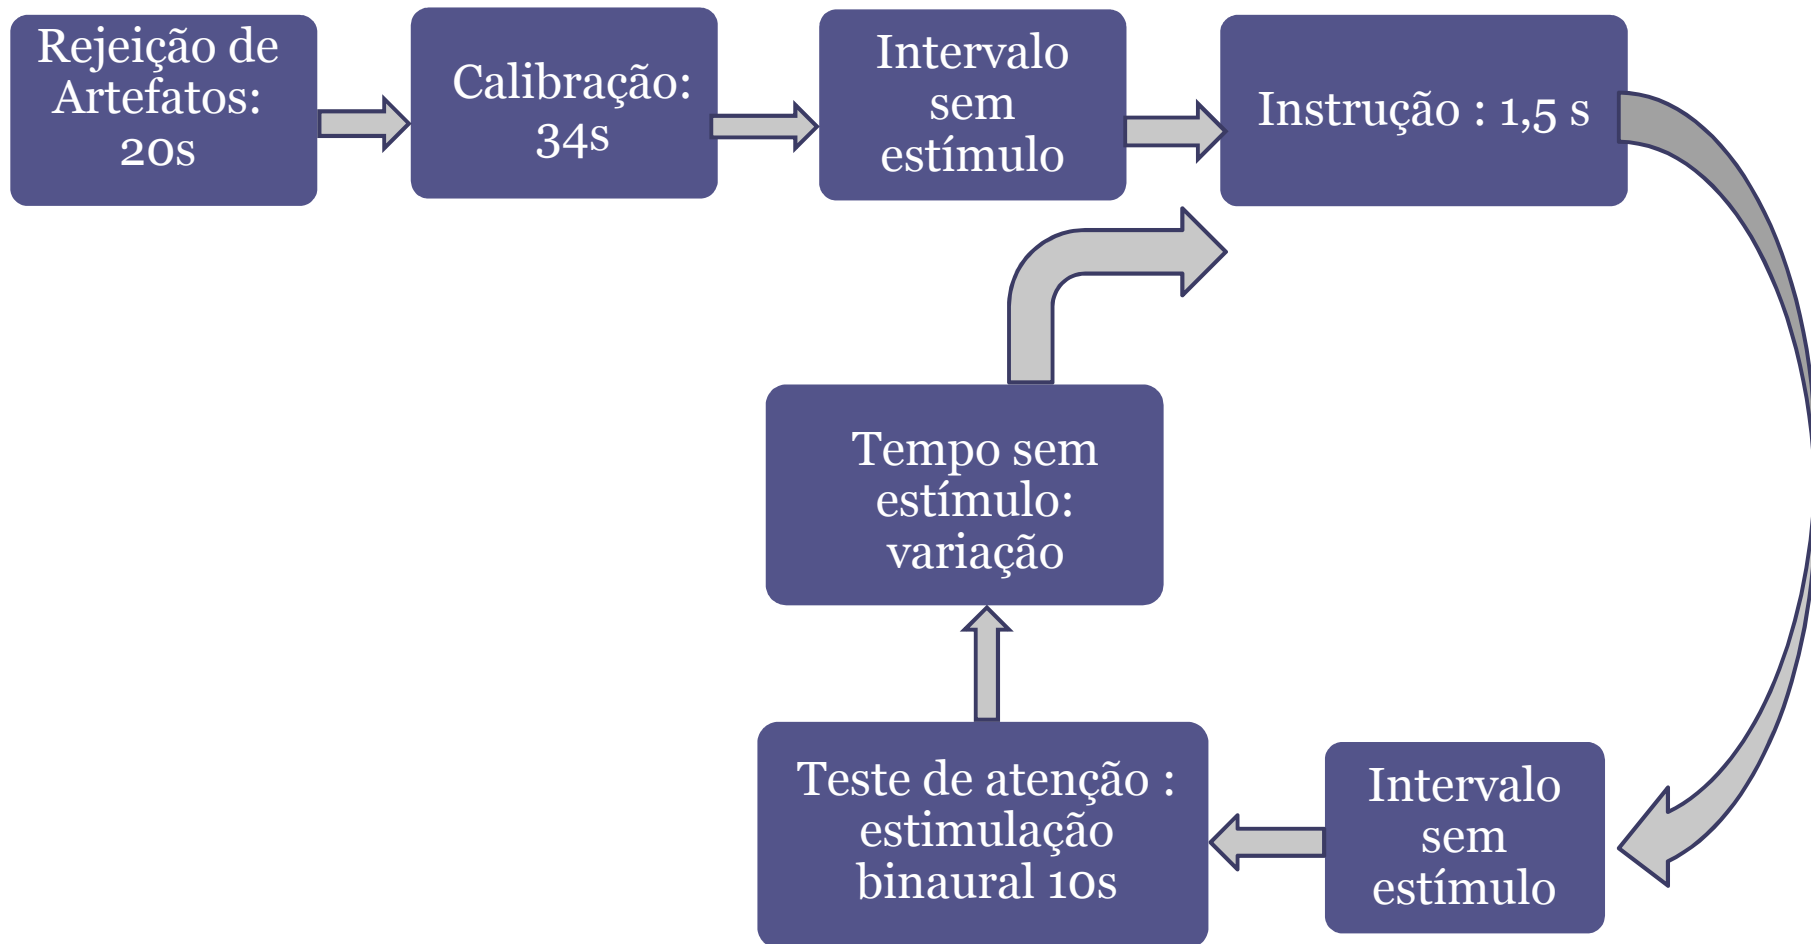 Rejeição de
Artefatos:
20s
Calibração:
34s
Intervalo
sem
estímulo
Instrução : 1,5 s
Tempo sem
estímulo:
variação
Teste de atenção :
estimulação
binaural 10s
Intervalo
sem
estímulo